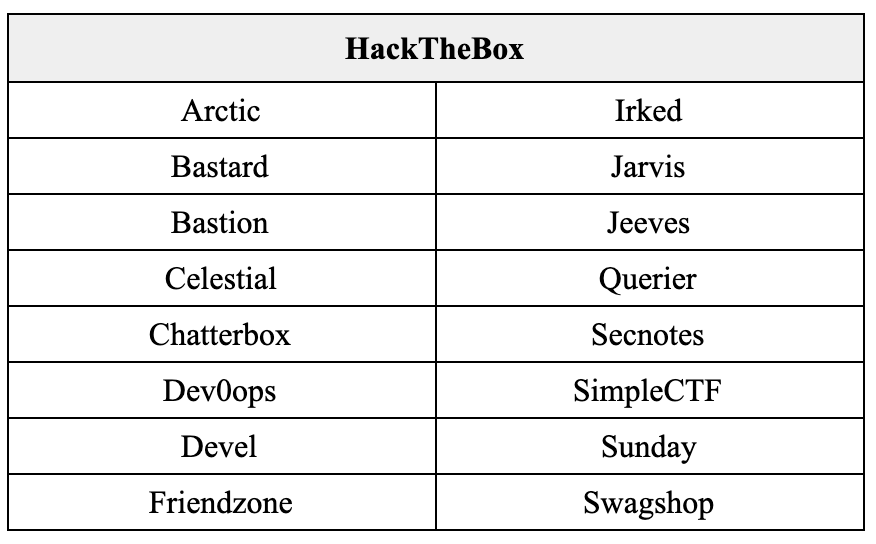 HackTheBox
Arctic Irked
Bastard Jarvis
Bastion Jeeves
Celestial Querier
Chatterbox Secnotes
Dev0ops SimpleCTF
Devel Sunday
Friendzone Swagshop